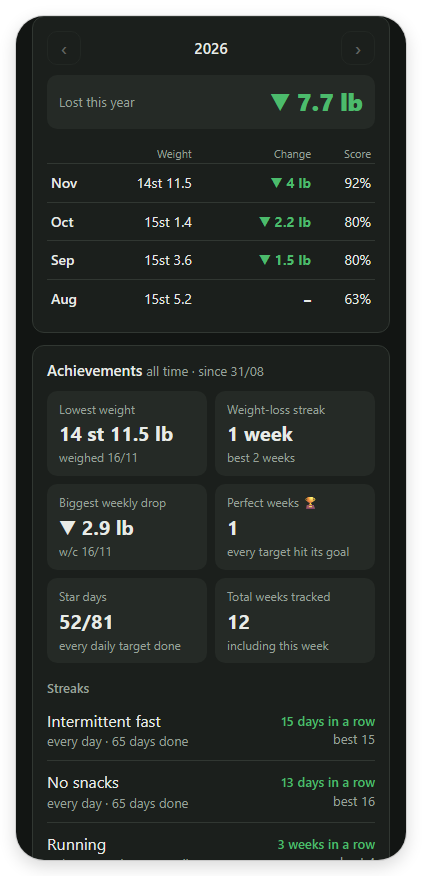 ‹ 2026 ›
Lost this year ▼ 7.7 lb
Weight Change Score
Nov 14st 11.5 ▼ 4 lb 92%
Oct 15st 1.4 ▼ 2.2 lb 80%
Sep 15st 3.6 ▼ 1.5 lb 80%
Aug 15st 5.2 – 63%
Achievements all time · since 31/08
Lowest weight
14 st 11.5 lb
weighed 16/11
Weight-loss streak
1 week
best 2 weeks
Biggest weekly drop
▼ 2.9 lb
w/c 16/11
Perfect weeks 🏆
1
every target hit its goal
Star days
52/81
every daily target done
Total weeks tracked
12
including this week
Streaks
Intermittent fast 15 days in a row
every day · 65 days done best 15
No snacks 13 days in a row
every day · 65 days done best 16
Running 3 weeks in a row